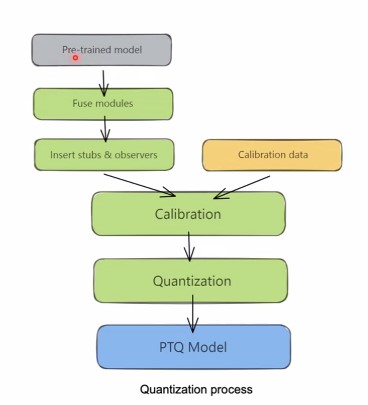 Pre-trained model
Fuse modules
Insert stubs & observers
Calibration data
Calibration
Quantization
PTQ Model
Quantization process